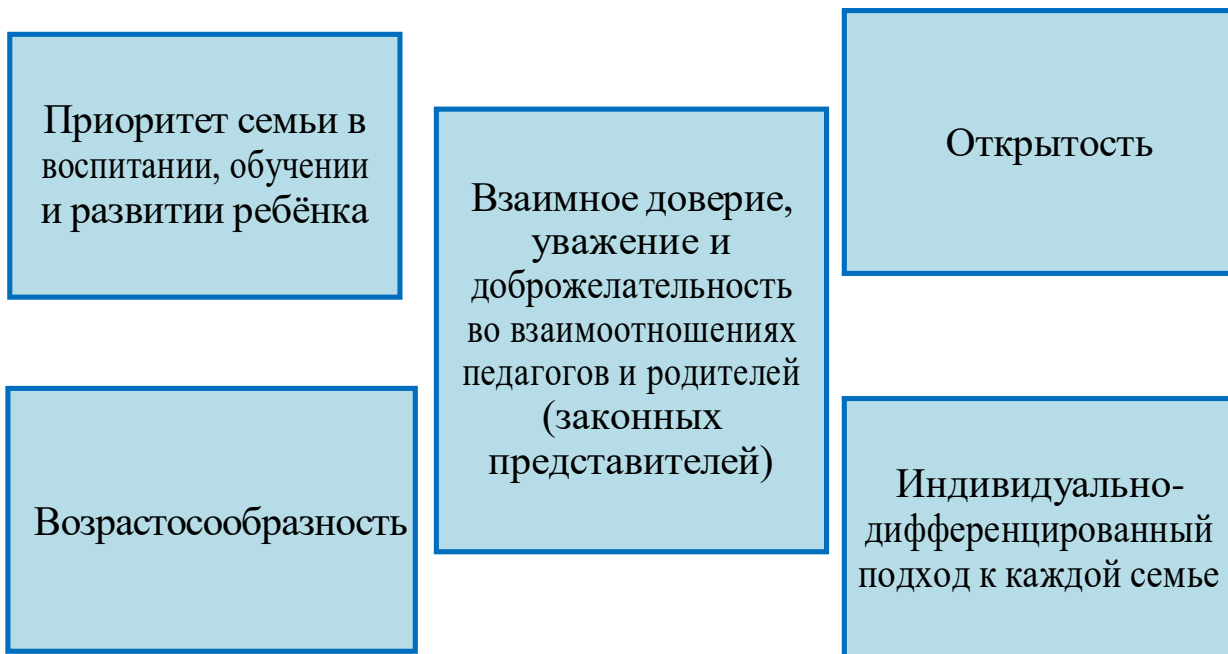 Приоритет семьи в
воспитании, обучении
и развитии ребёнка
Взаимное доверие,
уважение и
доброжелательность
во взаимоотношениях
педагогов и родителей
(законных
представителей)
Открытость
Возрастосообразность
Индивидуально-
дифференцированный
подход к каждой семье